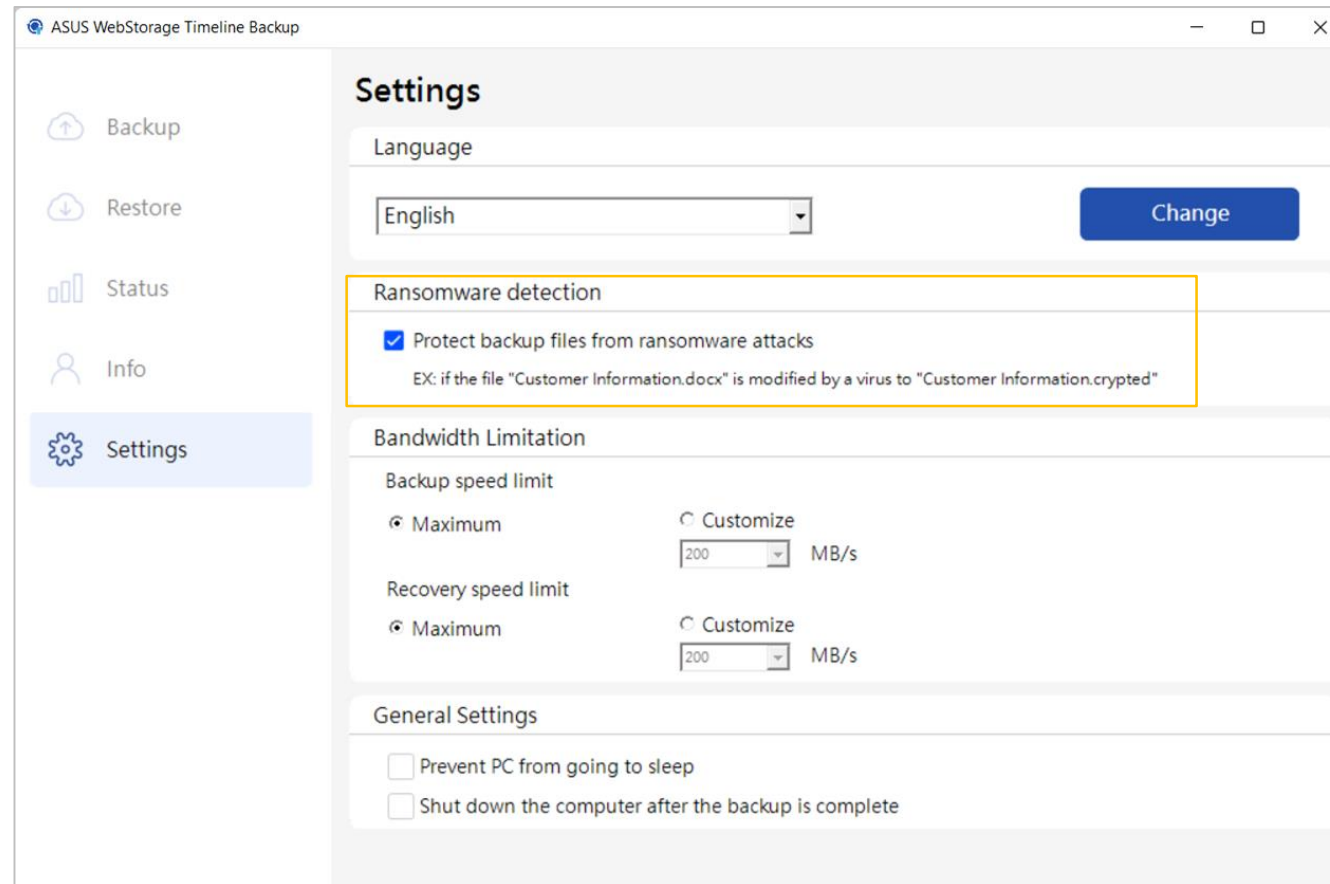 ASUS WebStorage Timeline Backup
Settings
Backup
Restore
Status
Info
Settings
Language
English
Change
Ransomware detection
Protect backup files from ransomware attacks
EX: if the file "Customer Information.docx" is modified by a virus to "Customer Information.crypted"
Bandwidth Limitation
Backup speed limit
Maximum
Customize
200 MB/s
Recovery speed limit
Maximum
Customize
200 MB/s
General Settings
Prevent PC from going to sleep
Shut down the computer after the backup is complete